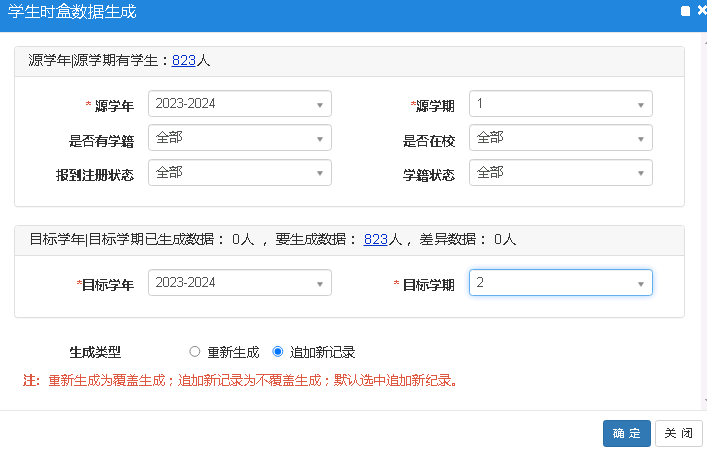 学生时盒数据生成
源学年|源学期有学生：823人
* 源学年 2023-2024 *源学期 1
是否有学籍 全部 是否在校 全部
报到注册状态 全部 学籍状态 全部
目标学年|目标学期已生成数据： 0人 ， 要生成数据： 823人 ，差异数据： 0人
*目标学年 2023-2024 * 目标学期 2
生成类型 重新生成 追加新记录
注: 重新生成为覆盖生成；追加新记录为不覆盖生成；默认选中追加新纪录。
确 定 关 闭